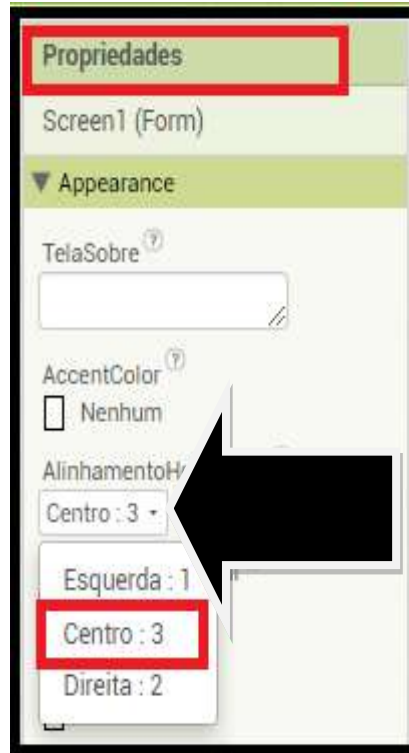 Propriedades
Screen1 (Form)
Appearance
TelaSobre
AccentColor
Nenhum
Centro : 3
Esquerda : 1
Centro : 3
Direita : 2